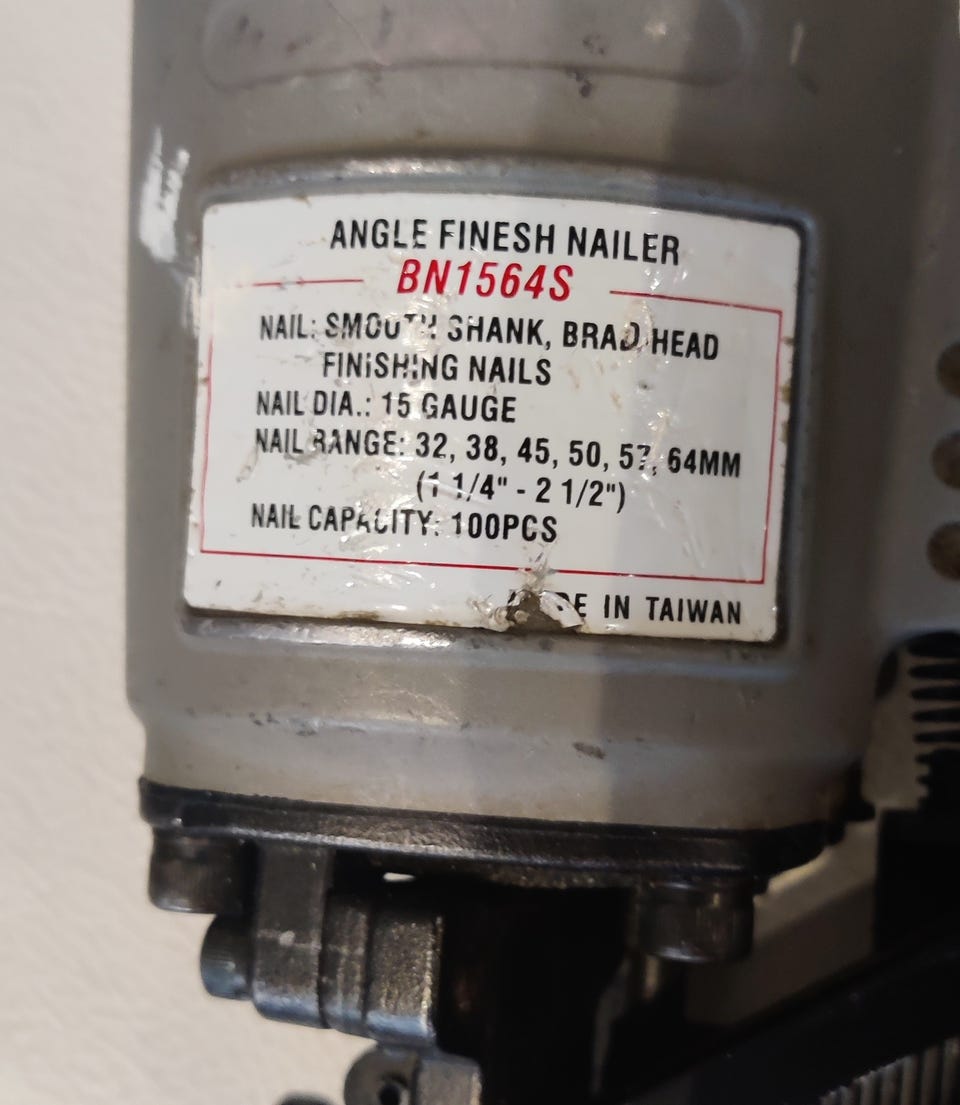 ANGLE FINESH NAILER
BN1564S
NAIL: SMOOTH SHANK, BRAD HEAD
FINISHING NAILS
NAIL DIA.: 15 GAUGE
NAIL RANGE: 32, 38, 45, 50, 57, 64MM
(1 1/4" - 2 1/2")
NAIL CAPACITY: 100PCS
MADE IN TAIWAN